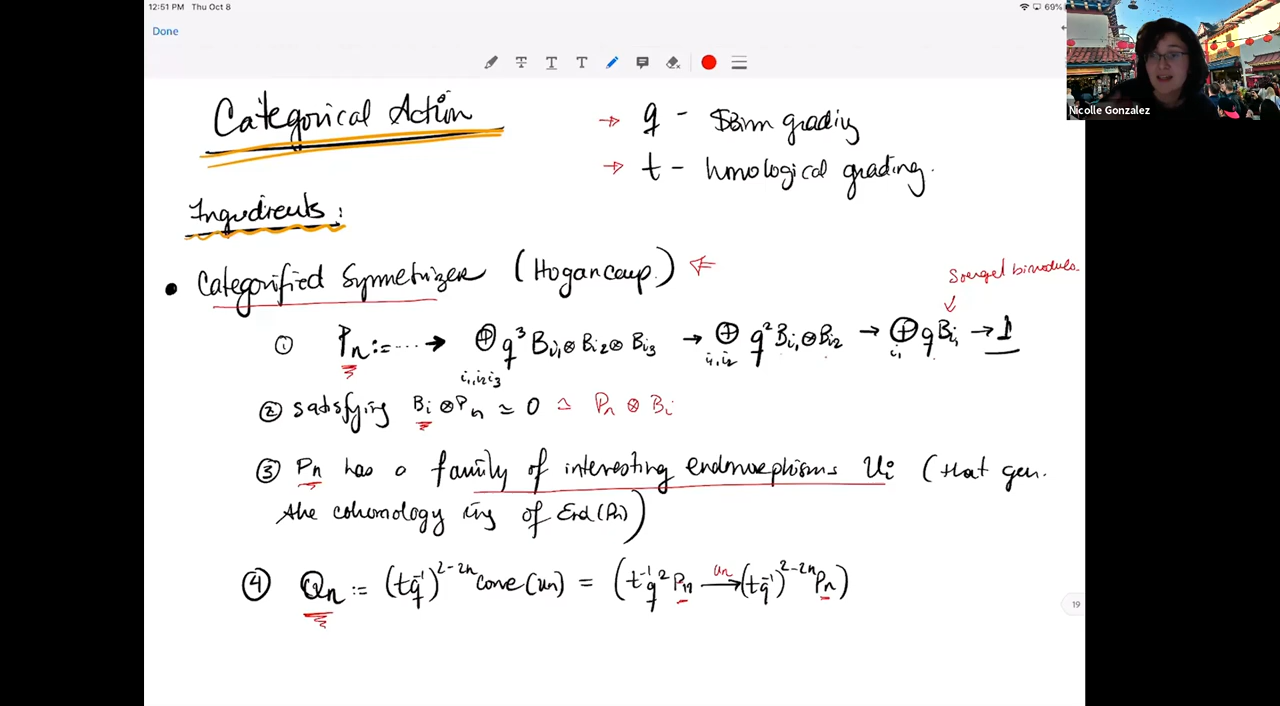 12:51 PM Thu Oct 8
69%
Done
Nicolle Gonzalez
Categorical Action
→ q - SBim grading
→ t - homological grading.
Ingredients:
• Categorified Symmetrizer (Hogancamp)
Soergel bimodules.
① Pn := ⋯ → ⊕ q³ Bi₁ ⊗ Bi₂ ⊗ Bi₃ → ⊕ q² Bi₁ ⊗ Bi₂ → ⊕ q Bi₁ → 1
i₁,i₂,i₃ i₁,i₂ i₁
② satisfying Bi ⊗ Pn ≃ 0 ≃ Pn ⊗ Bi
③ Pn has a family of interesting endomorphisms Ui (that gen.
the cohomology ring of End(Pn))
④ Qn := (tq⁻¹)²⁻²ⁿ cone(un) = (t⁻¹q² Pn —un→ (tq⁻¹)²⁻²ⁿ Pn)
19